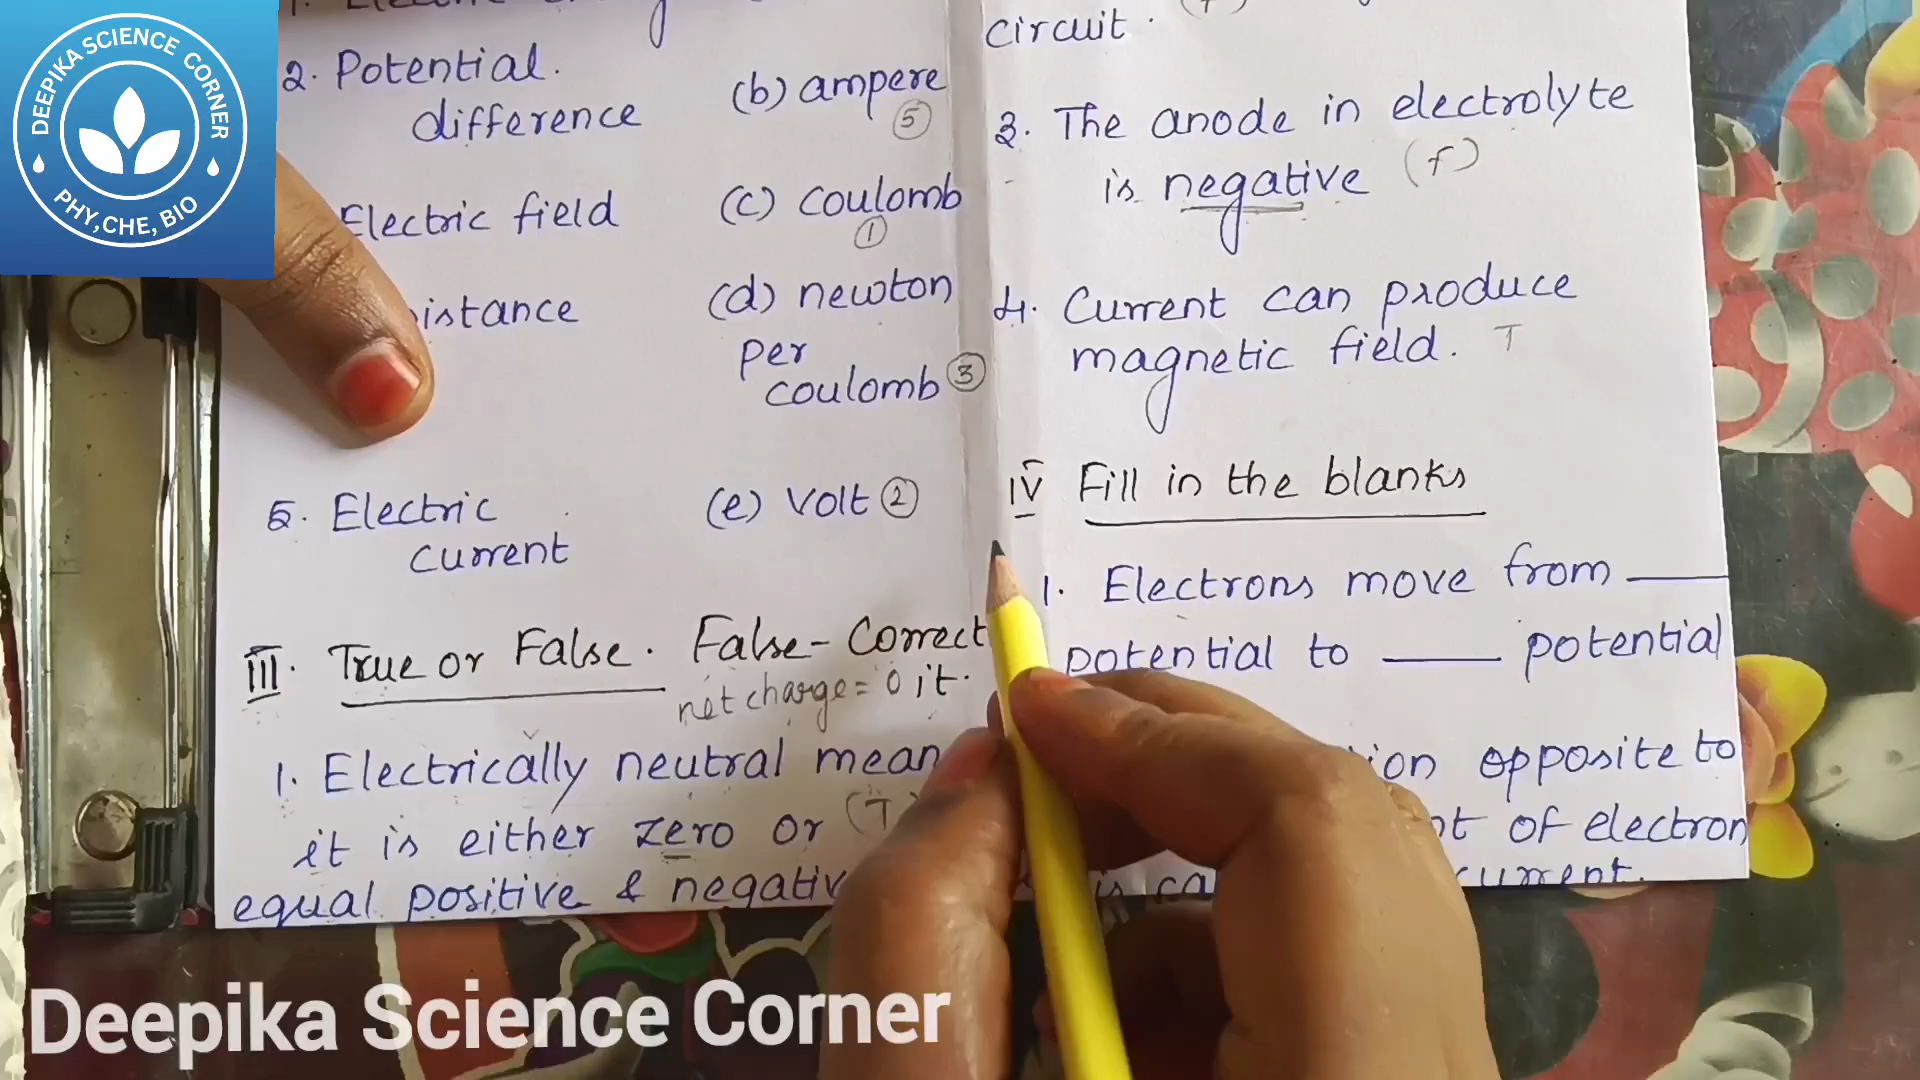 DEEPIKA SCIENCE CORNER
PHY,CHE, BIO
2. Potential.
difference
(b) ampere
5
Electric field
(c) coulomb
1
istance
(d) newton
per
coulomb 3
5. Electric
current
(e) volt 2
III. True or False. False - Correct
it.
net charge = 0
1. Electrically neutral mean
it is either zero or (T
equal positive & negativ
circuit.
3. The anode in electrolyte
is negative (f)
4. Current can produce
magnetic field. T
IV Fill in the blanks
1. Electrons move from ___
potential to ___ potential
ion opposite to
of electron
is ca
current.
Deepika Science Corner